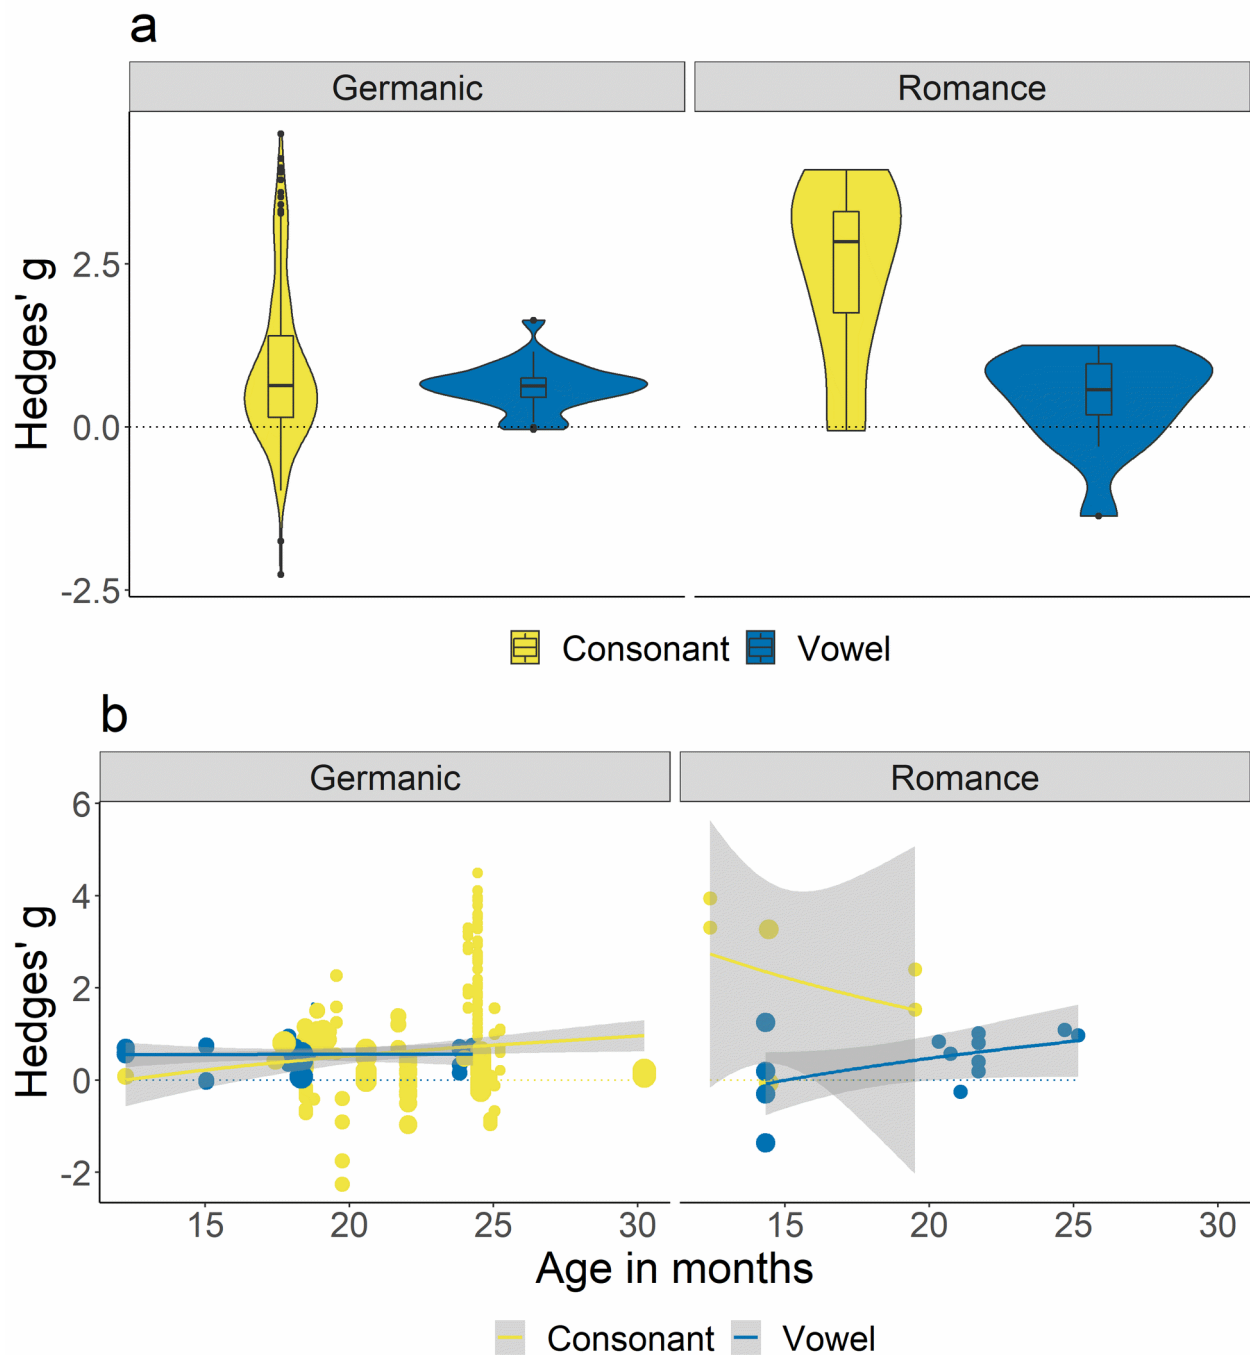 a
Germanic Romance
Hedges' g
2.5
0.0
-2.5
Consonant Vowel
b
Germanic Romance
Hedges' g
6
4
2
0
-2
15 20 25 30 15 20 25 30
Age in months
Consonant Vowel